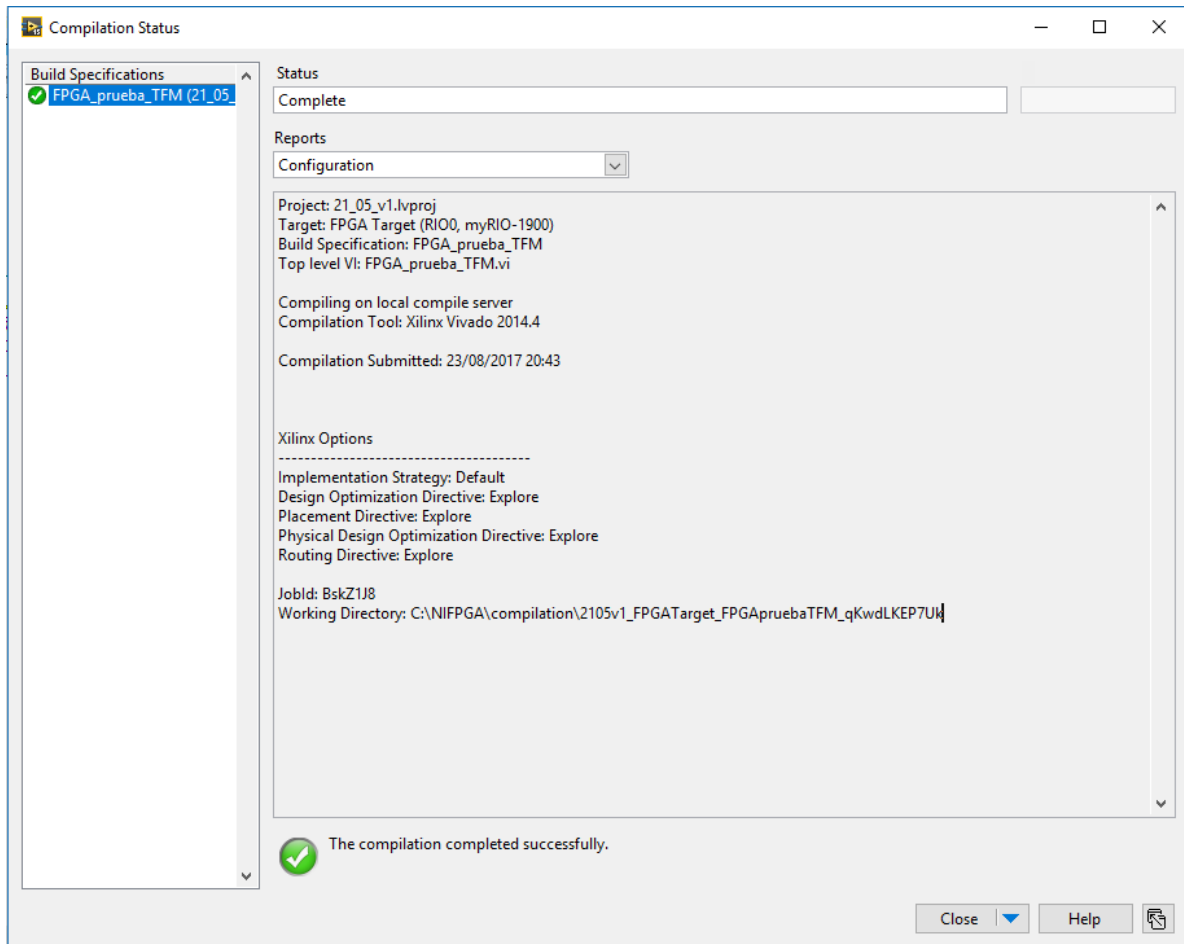 Compilation Status
Build Specifications
FPGA_prueba_TFM (21_05_
Status
Complete
Reports
Configuration
Project: 21_05_v1.lvproj
Target: FPGA Target (RIO0, myRIO-1900)
Build Specification: FPGA_prueba_TFM
Top level VI: FPGA_prueba_TFM.vi
Compiling on local compile server
Compilation Tool: Xilinx Vivado 2014.4
Compilation Submitted: 23/08/2017 20:43
Xilinx Options
---------------------------------------
Implementation Strategy: Default
Design Optimization Directive: Explore
Placement Directive: Explore
Physical Design Optimization Directive: Explore
Routing Directive: Explore
JobId: BskZ1J8
Working Directory: C:\NIFPGA\compilation\2105v1_FPGATarget_FPGApruebaTFM_qKwdLKEP7Uk
The compilation completed successfully.
Close
Help